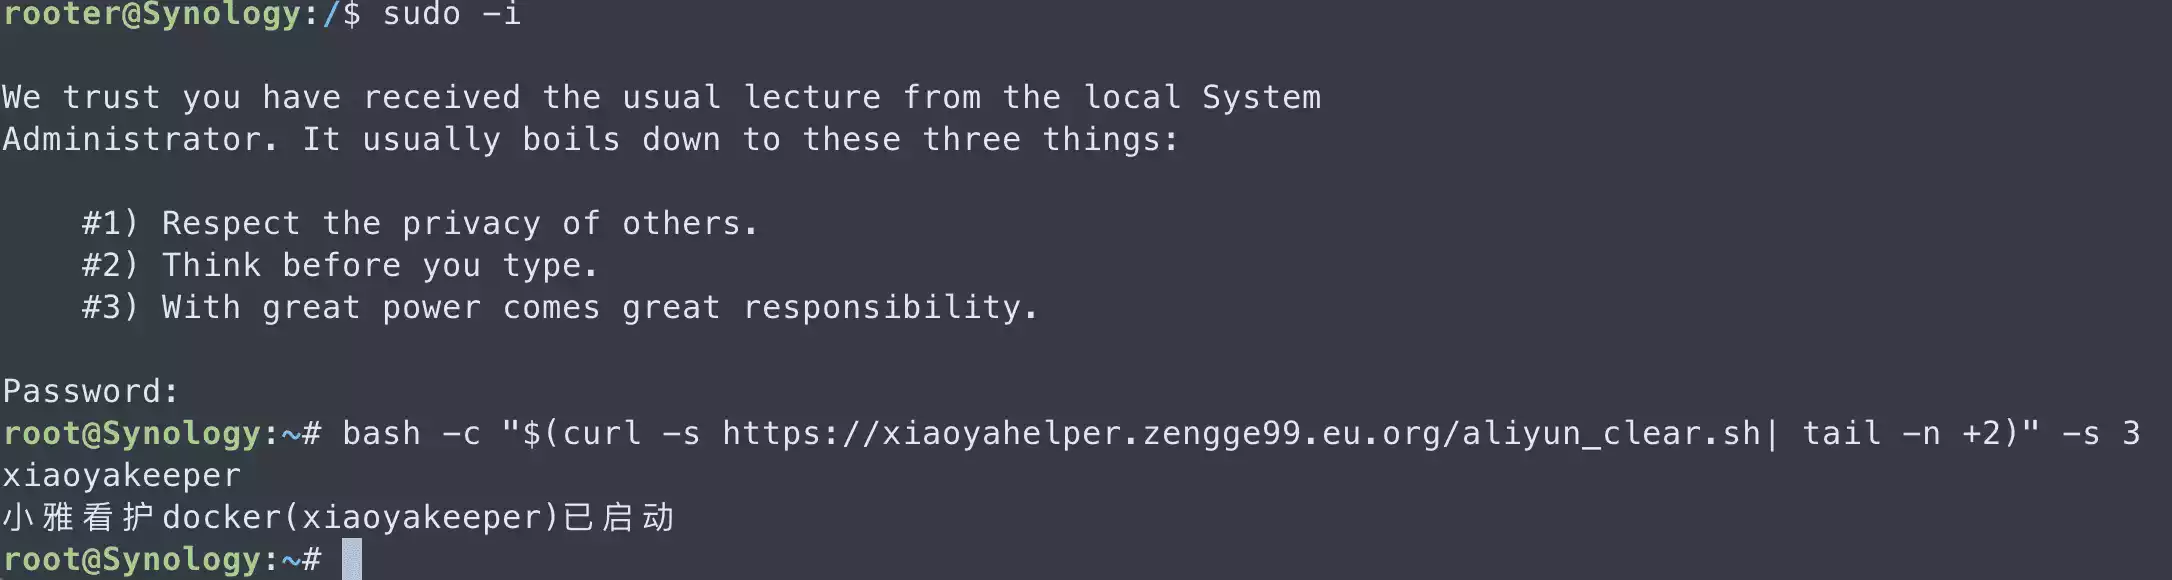 rooter@Synology:/$ sudo -i
We trust you have received the usual lecture from the local System
Administrator. It usually boils down to these three things:
#1) Respect the privacy of others.
#2) Think before you type.
#3) With great power comes great responsibility.
Password:
root@Synology:~# bash -c "$(curl -s https://xiaoyahelper.zengge99.eu.org/aliyun_clear.sh| tail -n +2)" -s 3
xiaoyakeeper
小雅看护docker(xiaoyakeeper)已启动
root@Synology:~#